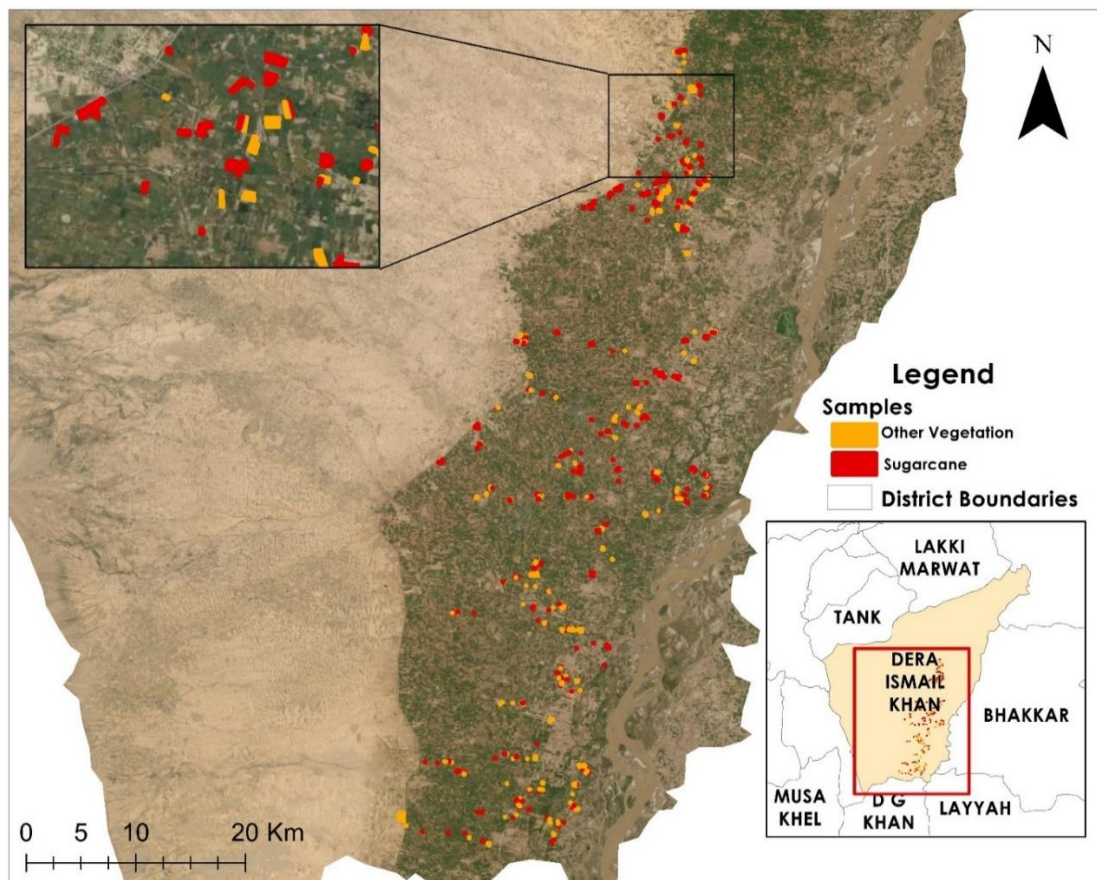 N
Legend
Samples
Other Vegetation
Sugarcane
District Boundaries
LAKKI
MARWAT
TANK
DERA
ISMAIL
KHAN
BHAKKAR
MUSA
KHEL
D G
KHAN
LAYYAH
0 5 10 20 Km